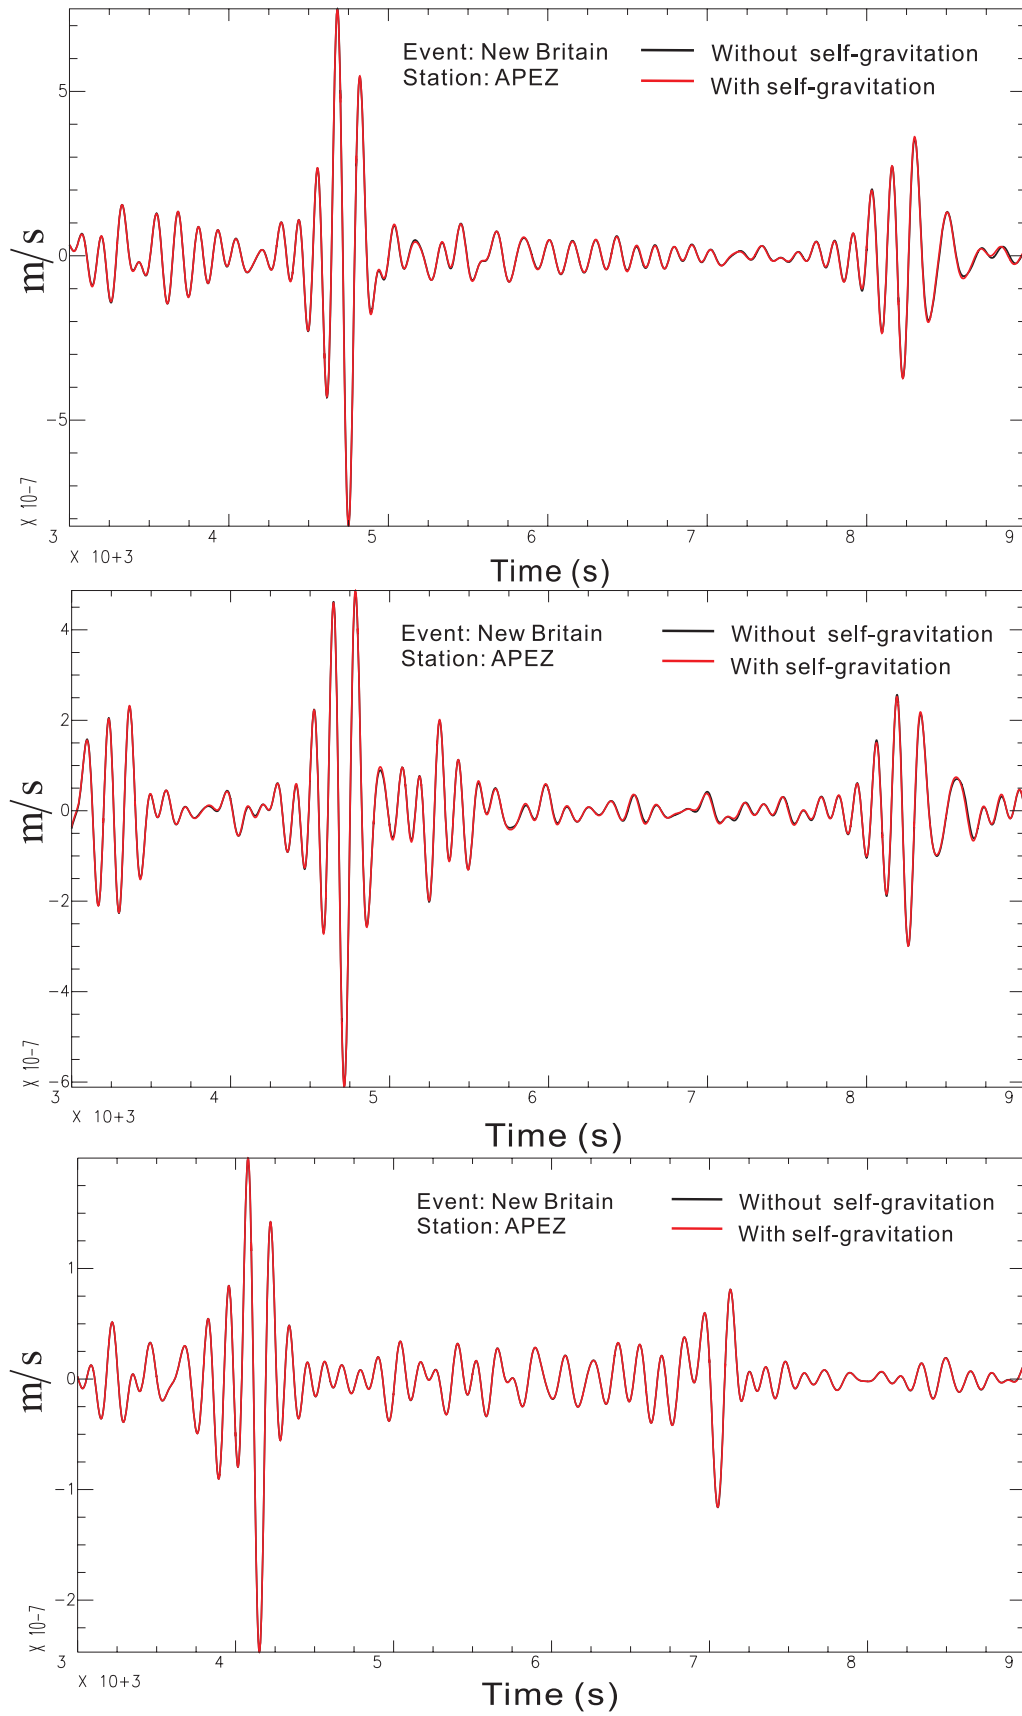 Event: New Britain
Station: APEZ
Without self-gravitation
With self-gravitation
5
0
-5
m/s
X 10-7
3 4 5 6 7 8 9
X 10+3
Time (s)
Event: New Britain
Station: APEZ
Without self-gravitation
With self-gravitation
4
2
0
-2
-4
-6
m/s
X 10-7
3 4 5 6 7 8 9
X 10+3
Time (s)
Event: New Britain
Station: APEZ
Without self-gravitation
With self-gravitation
1
0
-1
-2
m/s
X 10-7
3 4 5 6 7 8 9
X 10+3
Time (s)